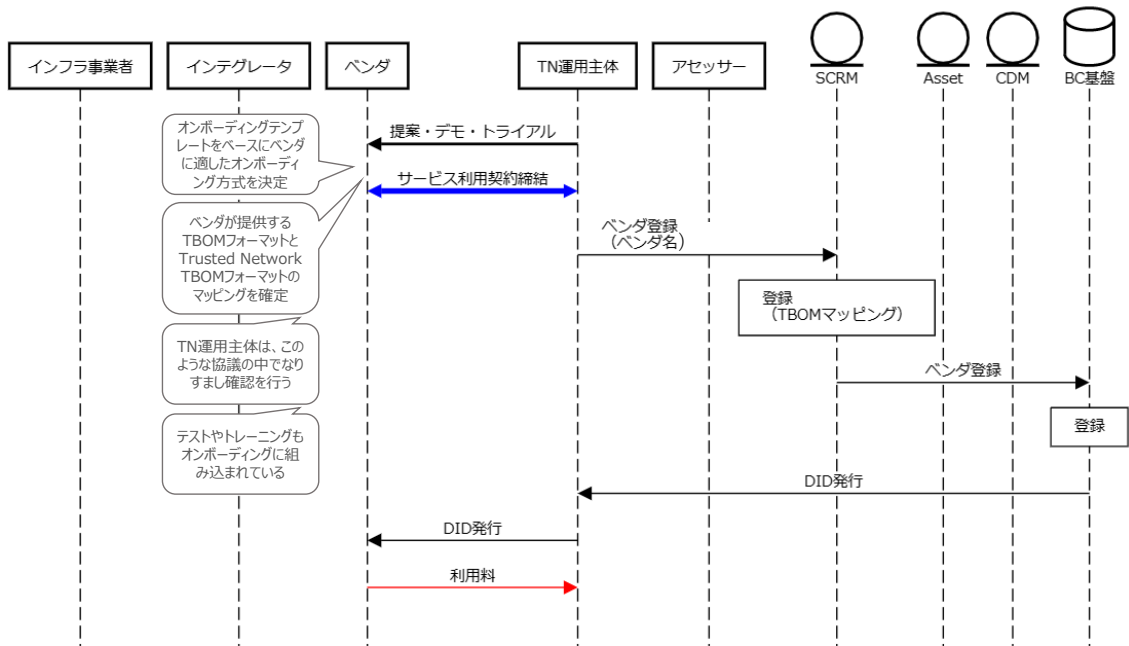 インフラ事業者
インテグレータ
ベンダ
TN運用主体
アセッサー
SCRM
Asset
CDM
BC基盤
オンボーディングテンプ
レートをベースにベンダ
に適したオンボーディ
ング方式を決定
提案・デモ・トライアル
サービス利用契約締結
ベンダが提供する
TBOMフォーマットと
Trusted Network
TBOMフォーマットの
マッピングを確定
ベンダ登録
（ベンダ名）
登録
（TBOMマッピング）
TN運用主体は、この
ような協議の中でなり
すまし確認を行う
ベンダ登録
登録
テストやトレーニングも
オンボーディングに組
み込まれている
DID発行
DID発行
利用料